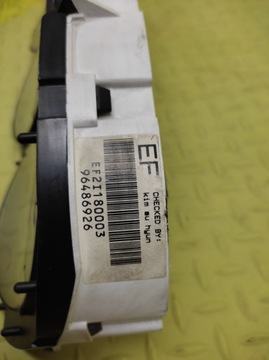 EF
CHECKED BY:
kim su hyun
EF2I180003
96486926